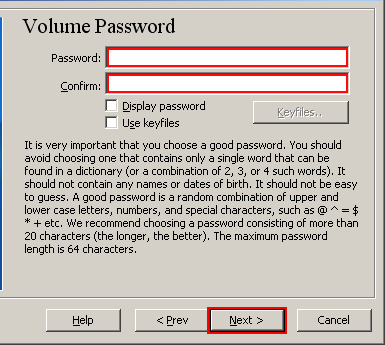 Volume Password
Password:
Confirm:
Display password
Use keyfiles
Keyfiles..
It is very important that you choose a good password. You should
avoid choosing one that contains only a single word that can be
found in a dictionary (or a combination of 2, 3, or 4 such words). It
should not contain any names or dates of birth. It should not be easy
to guess. A good password is a random combination of upper and
lower case letters, numbers, and special characters, such as @ ^ = $
* + etc. We recommend choosing a password consisting of more than
20 characters (the longer, the better). The maximum password
length is 64 characters.
Help
< Prev
Next >
Cancel